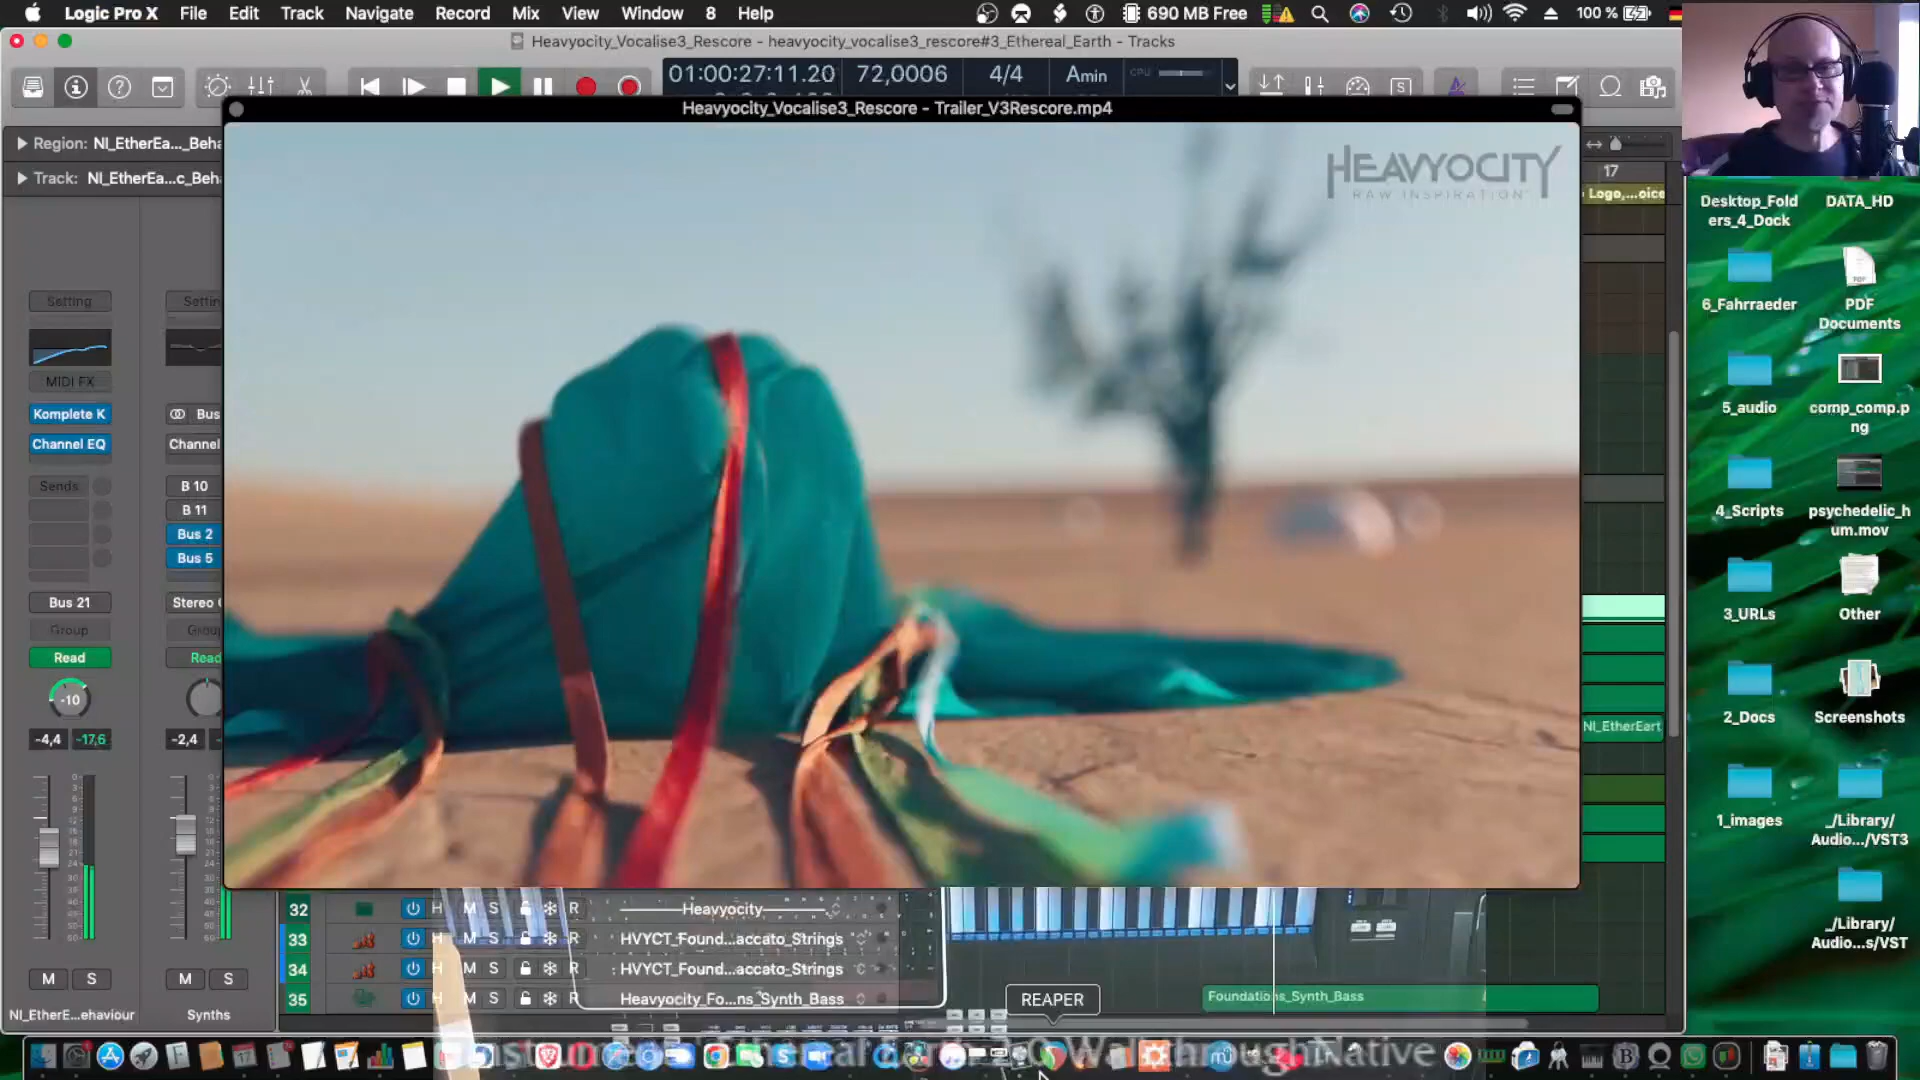 Logic Pro X File Edit Track Navigate Record Mix View Window 8 Help 690 MB Free 100 %
Heavyocity_Vocalise3_Rescore - heavyocity_vocalise3_rescore#3_Ethereal_Earth - Tracks
01:00:27:11.20 72,0006 4/4 Amin CPU
Heavyocity_Vocalise3_Rescore - Trailer_V3Rescore.mp4
Region: NI_EtherEa..._Beha
Track: NI_EtherEa...c_Beha
HEAVYOCITY
RAW INSPIRATION
17
Logo,...oice
Setting
MIDI FX
Komplete K Bus
Channel EQ Channel
Sends B 10
B 11
Bus 2
Bus 5
Bus 21 Stereo
Group
Read Read
-10
-4,4 -17,6 -2,4
M S M S
NI_EtherE...ehaviour Synths
NI_EtherEart
32 H M S R Heavyocity
33 H M S R HVYCT_Found...accato_Strings
34 H M S R HVYCT_Found...accato_Strings
35 H M S R Heavyocity_Fo...ns_Synth_Bass
Foundations_Synth_Bass
REAPER
Desktop_Fold
ers_4_Dock
DATA_HD
6_Fahrraeder
PDF
Documents
5_audio
comp_comp.p
ng
4_Scripts
psychedelic_h
um.mov
3_URLs
Other
2_Docs
Screenshots
1_images
_/Library/
Audio.../VST3
_/Library/
Audio...s/VST